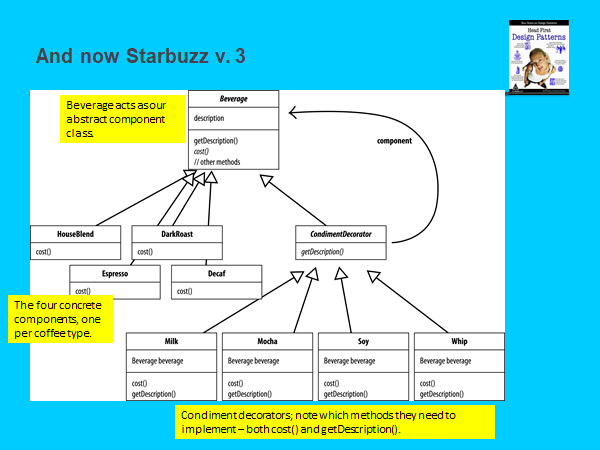 And now Starbuzz v. 3
Head First
Design Patterns
Beverage acts as our
abstract component
class.
Beverage
description
getDescription()
cost()
// other methods
component
HouseBlend
cost()
DarkRoast
cost()
CondimentDecorator
getDescription()
Espresso
cost()
Decaf
cost()
The four concrete
components, one
per coffee type.
Milk
Beverage beverage
cost()
getDescription()
Mocha
Beverage beverage
cost()
getDescription()
Soy
Beverage beverage
cost()
getDescription()
Whip
Beverage beverage
cost()
getDescription()
Condiment decorators; note which methods they need to
implement – both cost() and getDescription().